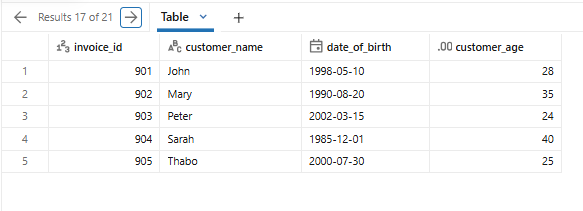 Results 17 of 21 Table
123 invoice_id ABC customer_name date_of_birth .00 customer_age
1 901 John 1998-05-10 28
2 902 Mary 1990-08-20 35
3 903 Peter 2002-03-15 24
4 904 Sarah 1985-12-01 40
5 905 Thabo 2000-07-30 25